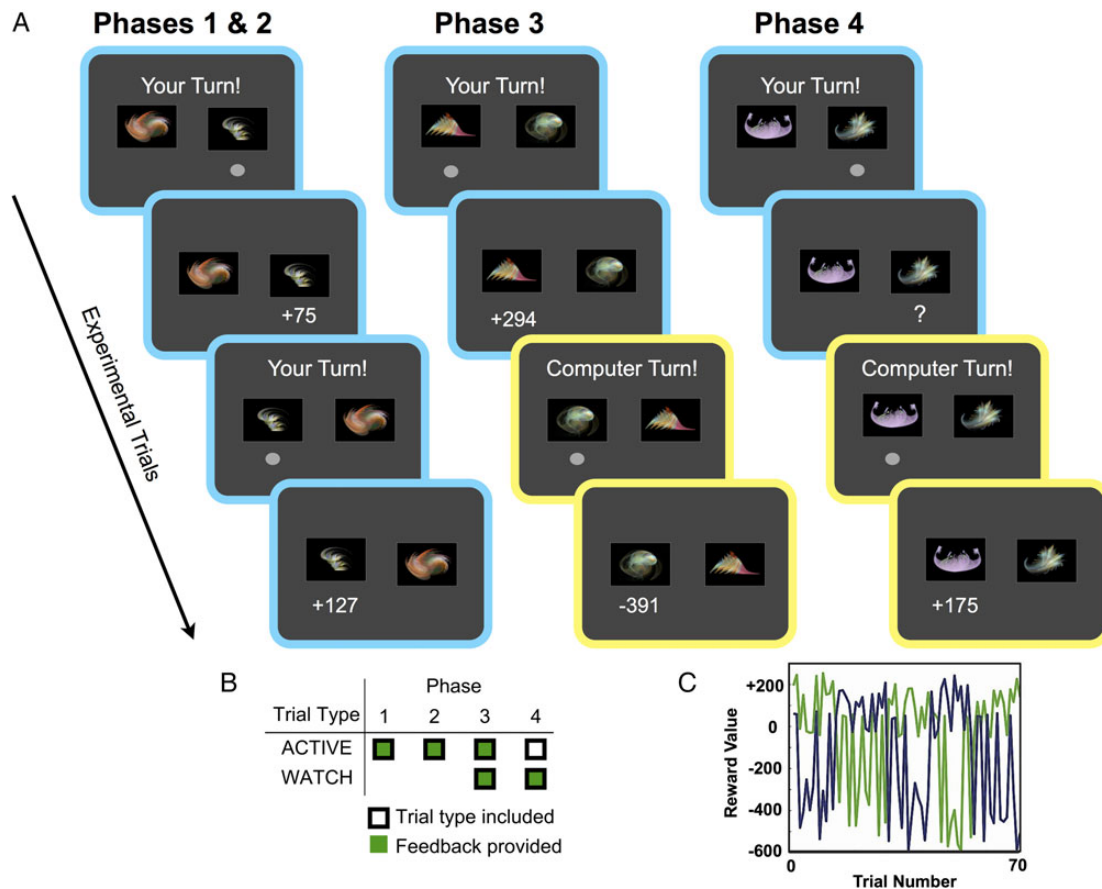 A
Phases 1 & 2
Phase 3
Phase 4
Your Turn!
Your Turn!
Your Turn!
+75
+294
?
Your Turn!
Computer Turn!
Computer Turn!
+127
-391
+175
Experimental Trials
B
Phase
Trial Type 1 2 3 4
ACTIVE
WATCH
Trial type included
Feedback provided
C
Reward Value
+200
0
-200
-400
-600
0 70
Trial Number